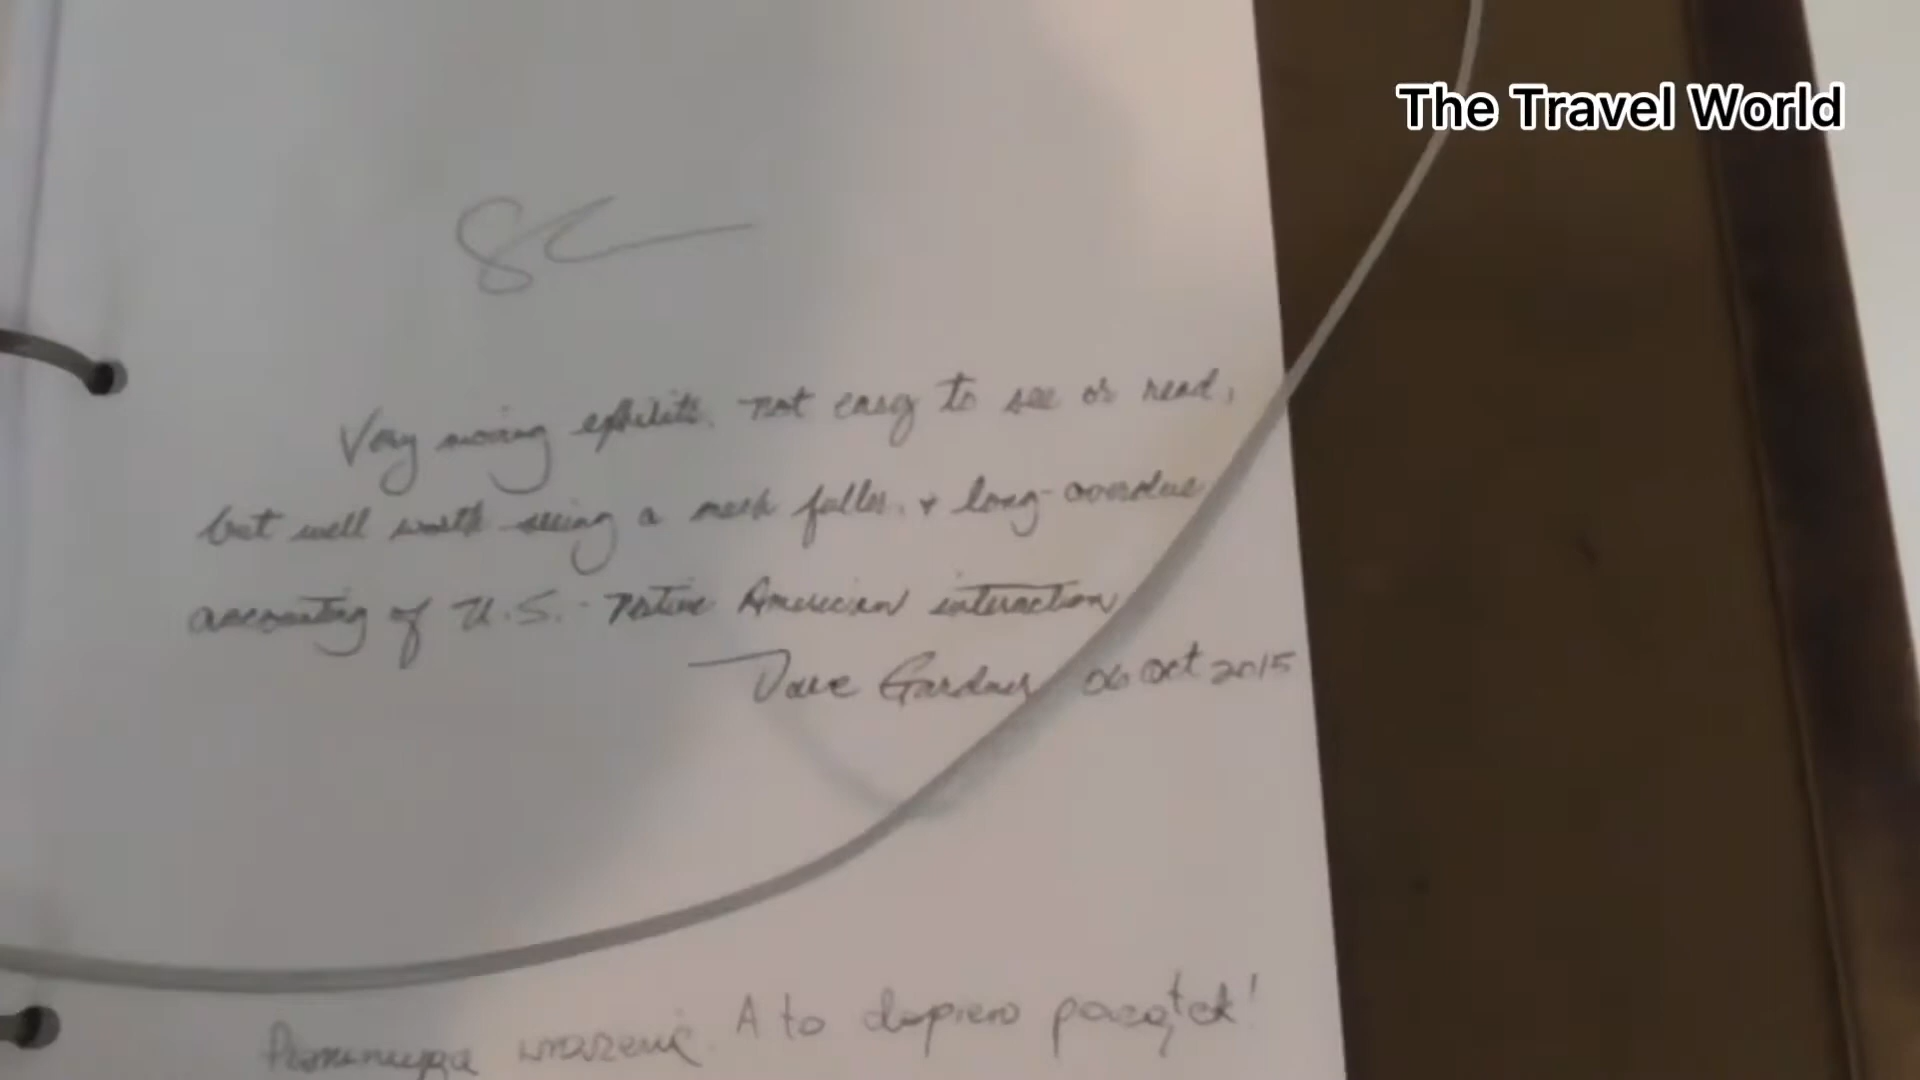 The Travel World
Very moving exhibits. not easy to see or read,
but well worth seeing a much fuller, + long-overdue
accounting of U.S. - Native American interaction
Dave Gardner 06 Oct 2015
wrażenie. A to dopiero początek!